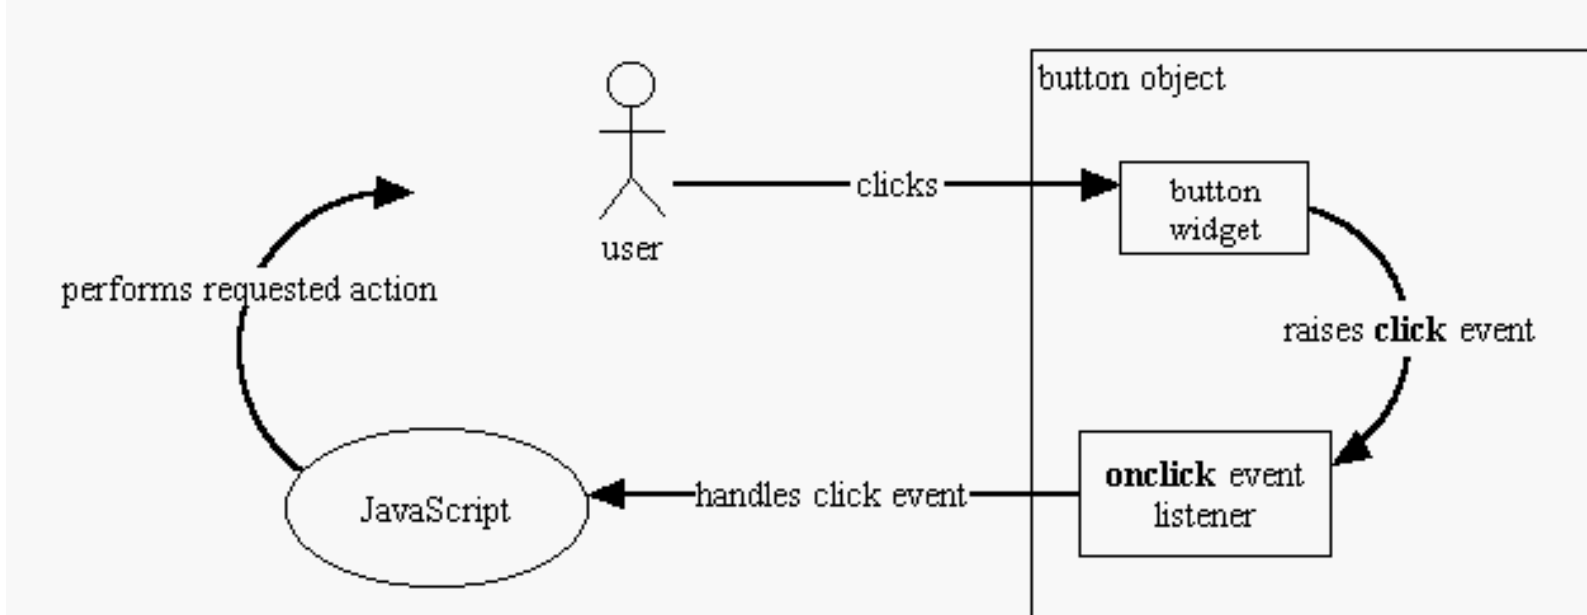 button object
clicks
button
widget
user
performs requested action
raises click event
onclick event
listener
handles click event
JavaScript